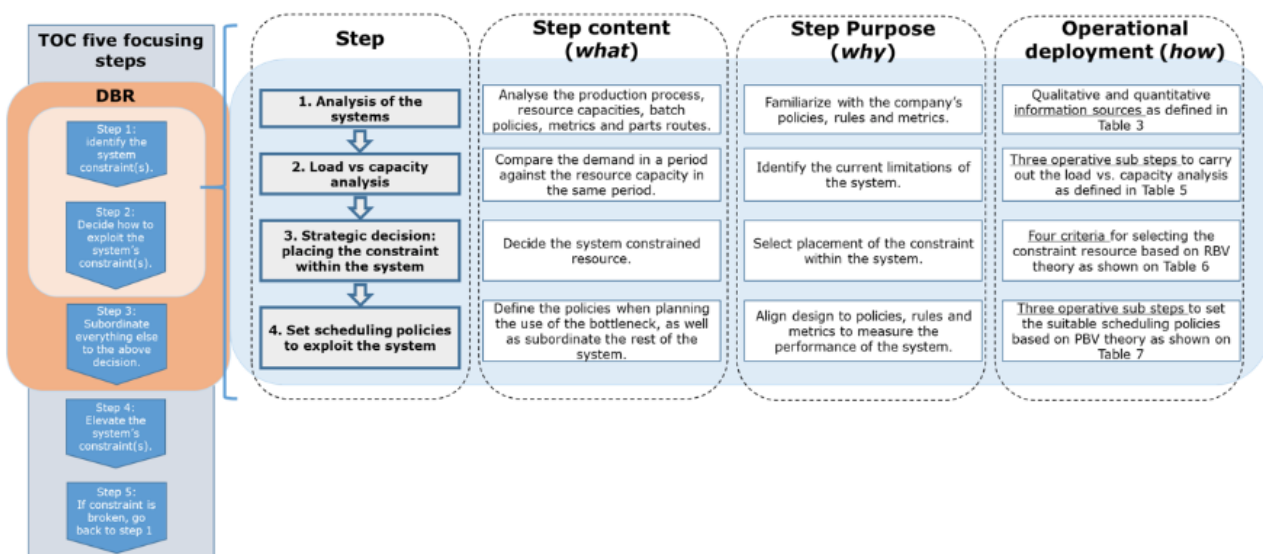 TOC five focusing
steps
DBR
Step 1:
identify the
system
constraint(s).
Step 2:
Decide how to
exploit the
system's
constraint(s).
Step 3:
Subordinate
everything else
to the above
decision.
Step 4:
Elevate the
system's
constraint(s).
Step 5:
If constraint is
broken, go
back to step 1
Step
Step content
(what)
Step Purpose
(why)
Operational
deployment (how)
1. Analysis of the
systems
Analyse the production process,
resource capacities, batch
policies, metrics and parts routes.
Familiarize with the company's
policies, rules and metrics.
Qualitative and quantitative
information sources as defined in
Table 3
2. Load vs capacity
analysis
Compare the demand in a period
against the resource capacity in
the same period.
Identify the current limitations of
the system.
Three operative sub steps to carry
out the load vs. capacity analysis
as defined in Table 5
3. Strategic decision:
placing the constraint
within the system
Decide the system constrained
resource.
Select placement of the constraint
within the system.
Four criteria for selecting the
constraint resource based on RBV
theory as shown on Table 6
4. Set scheduling policies
to exploit the system
Define the policies when planning
the use of the bottleneck, as well
as subordinate the rest of the
system.
Align design to policies, rules and
metrics to measure the
performance of the system.
Three operative sub steps to set
the suitable scheduling policies
based on PBV theory as shown on
Table 7